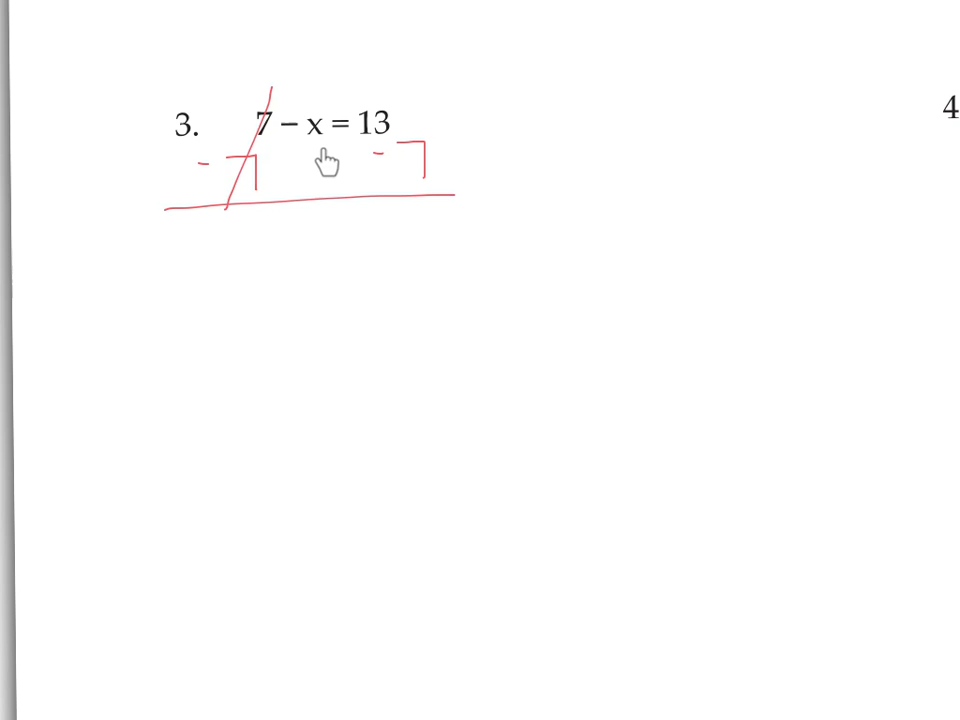 3. 7 – x = 13 4
- 7 - 7